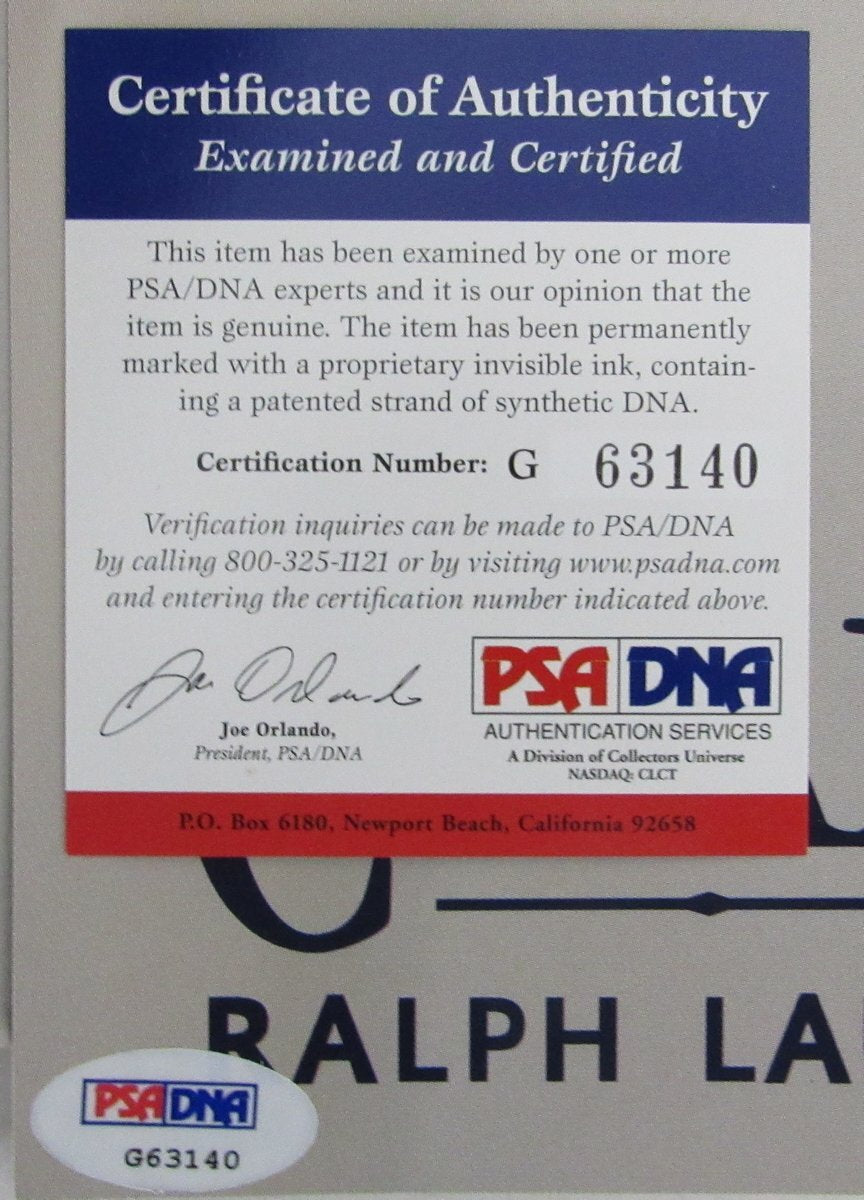 Certificate of Authenticity
Examined and Certified
This item has been examined by one or more
PSA/DNA experts and it is our opinion that the
item is genuine. The item has been permanently
marked with a proprietary invisible ink, contain-
ing a patented strand of synthetic DNA.
Certification Number: G 63140
Verification inquiries can be made to PSA/DNA
by calling 800-325-1121 or by visiting www.psadna.com
and entering the certification number indicated above.
Joe Orlando
Joe Orlando,
President, PSA/DNA
PSA DNA
AUTHENTICATION SERVICES
A Division of Collectors Universe
NASDAQ: CLCT
P.O. Box 6180, Newport Beach, California 92658
RALPH LA
PSA DNA
G63140